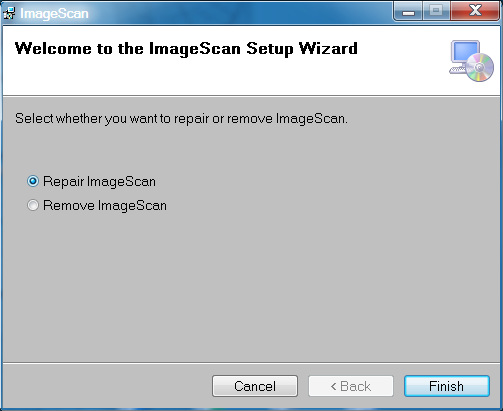 ImageScan
Welcome to the ImageScan Setup Wizard
Select whether you want to repair or remove ImageScan.
Repair ImageScan
Remove ImageScan
Cancel
< Back
Finish